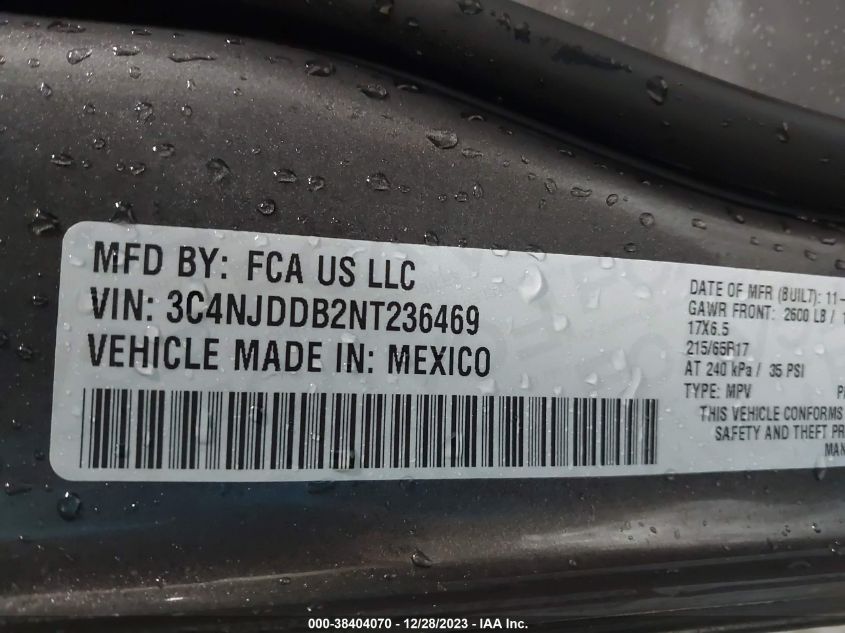 MFD BY: FCA US LLC
VIN: 3C4NJDDB2NT236469
VEHICLE MADE IN: MEXICO
DATE OF MFR (BUILT): 11-
GAWR FRONT: 2600 LB /
17X6.5
215/65R17
AT 240 kPa / 35 PSI
TYPE: MPV
THIS VEHICLE CONFORMS
SAFETY AND THEFT
000-38404070 - 12/28/2023 - IAA Inc.